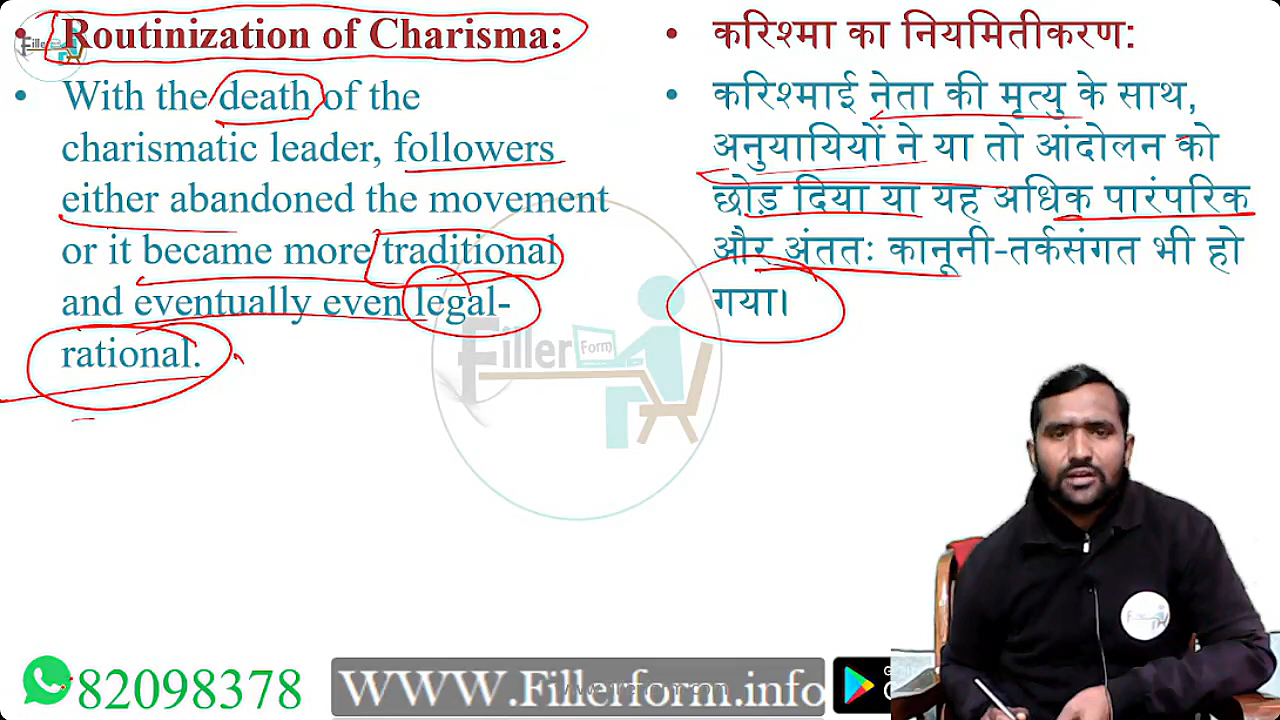 Routinization of Charisma:
With the death of the
charismatic leader, followers
either abandoned the movement
or it became more traditional
and eventually even legal-
rational.
करिश्मा का नियमितीकरण:
करिश्माई नेता की मृत्यु के साथ,
अनुयायियों ने या तो आंदोलन को
छोड़ दिया या यह अधिक पारंपरिक
और अंततः कानूनी-तर्कसंगत भी हो
गया।
Filler Form
82098378
WWW.Fillerform.info